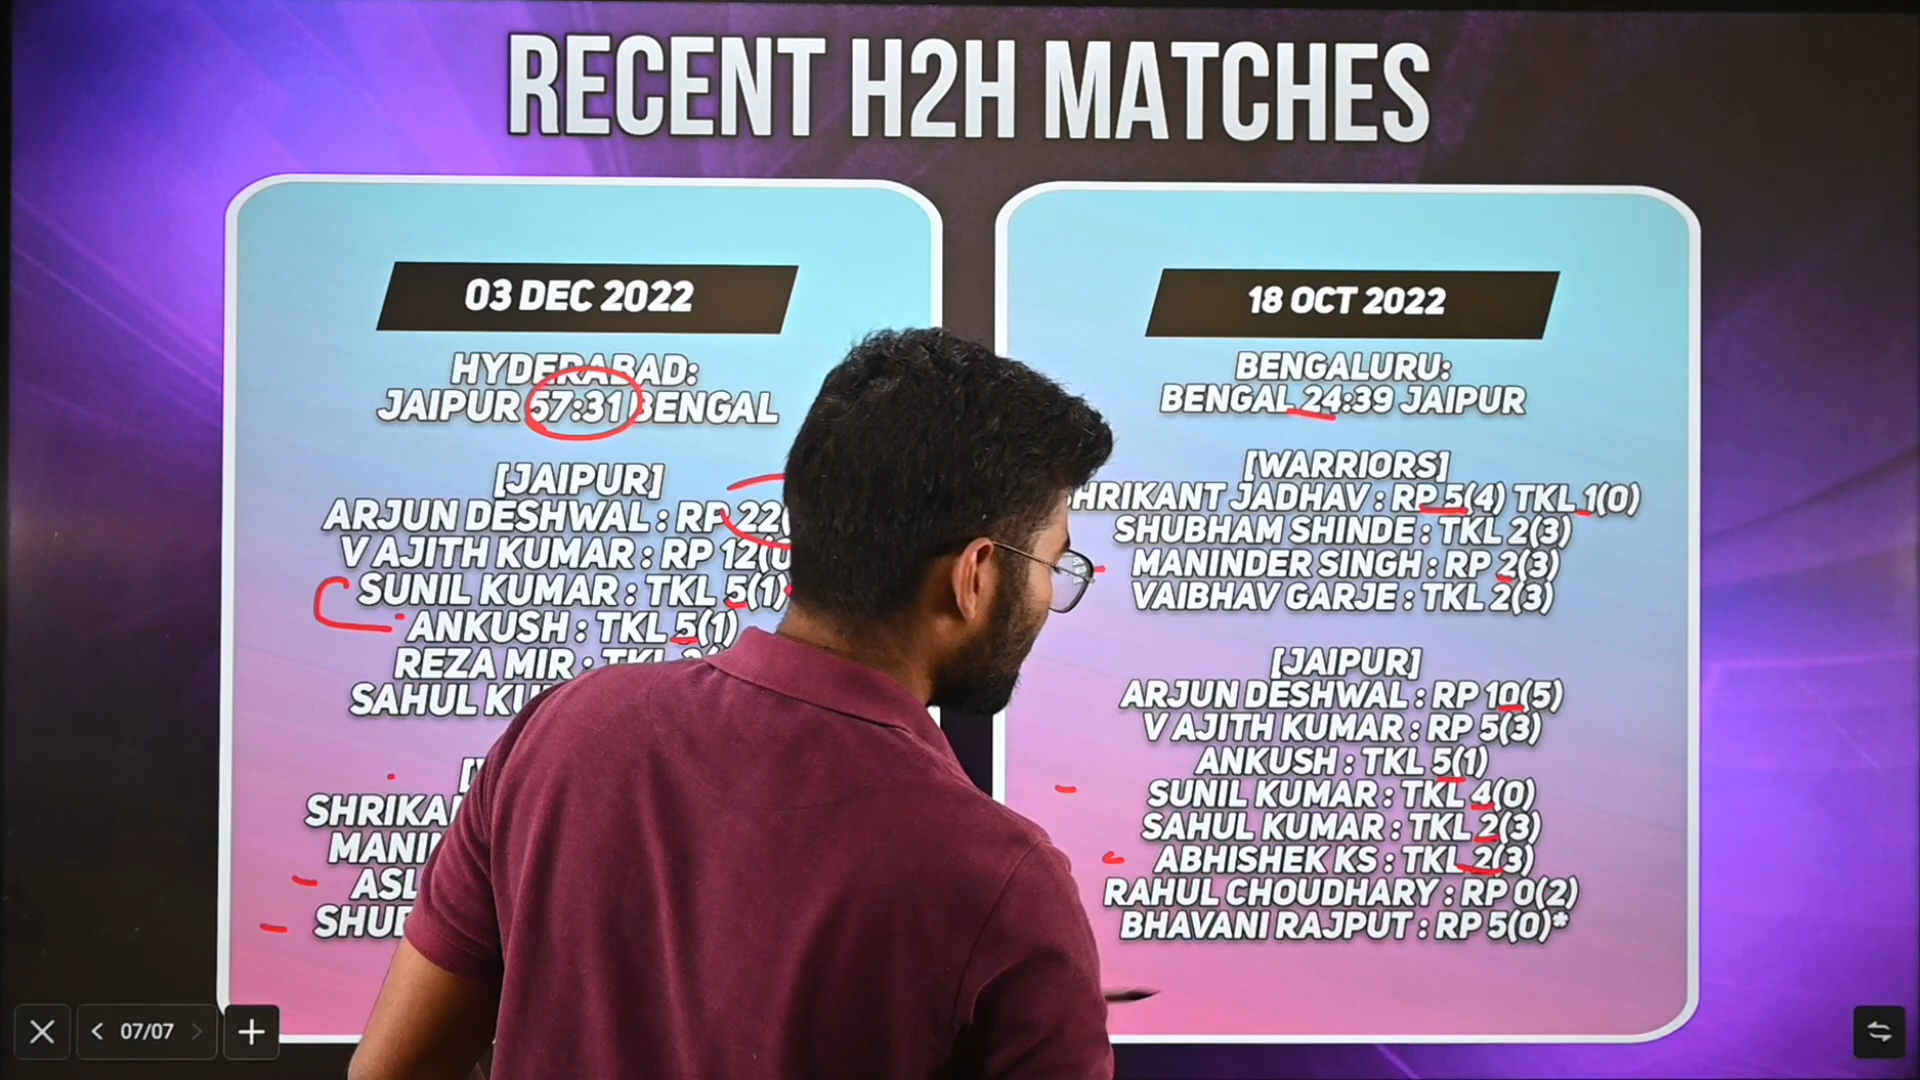 RECENT H2H MATCHES
03 DEC 2022
HYDERABAD:
JAIPUR 57:31 BENGAL
[JAIPUR]
ARJUN DESHWAL : RP 22(
V AJITH KUMAR : RP 12(0
SUNIL KUMAR : TKL 5(1)
ANKUSH : TKL 5(1)
REZA MIR : TKL
SAHUL
18 OCT 2022
BENGALURU:
BENGAL 24:39 JAIPUR
[WARRIORS]
HRIKANT JADHAV : RP 5(4) TKL 1(0)
SHUBHAM SHINDE : TKL 2(3)
MANINDER SINGH : RP 2(3)
VAIBHAV GARJE : TKL 2(3)
[JAIPUR]
ARJUN DESHWAL : RP 10(5)
V AJITH KUMAR : RP 5(3)
ANKUSH : TKL 5(1)
SUNIL KUMAR : TKL 4(0)
SAHUL KUMAR : TKL 2(3)
ABHISHEK KS : TKL 2(3)
RAHUL CHOUDHARY : RP 0(2)
BHAVANI RAJPUT : RP 5(0)*
07/07